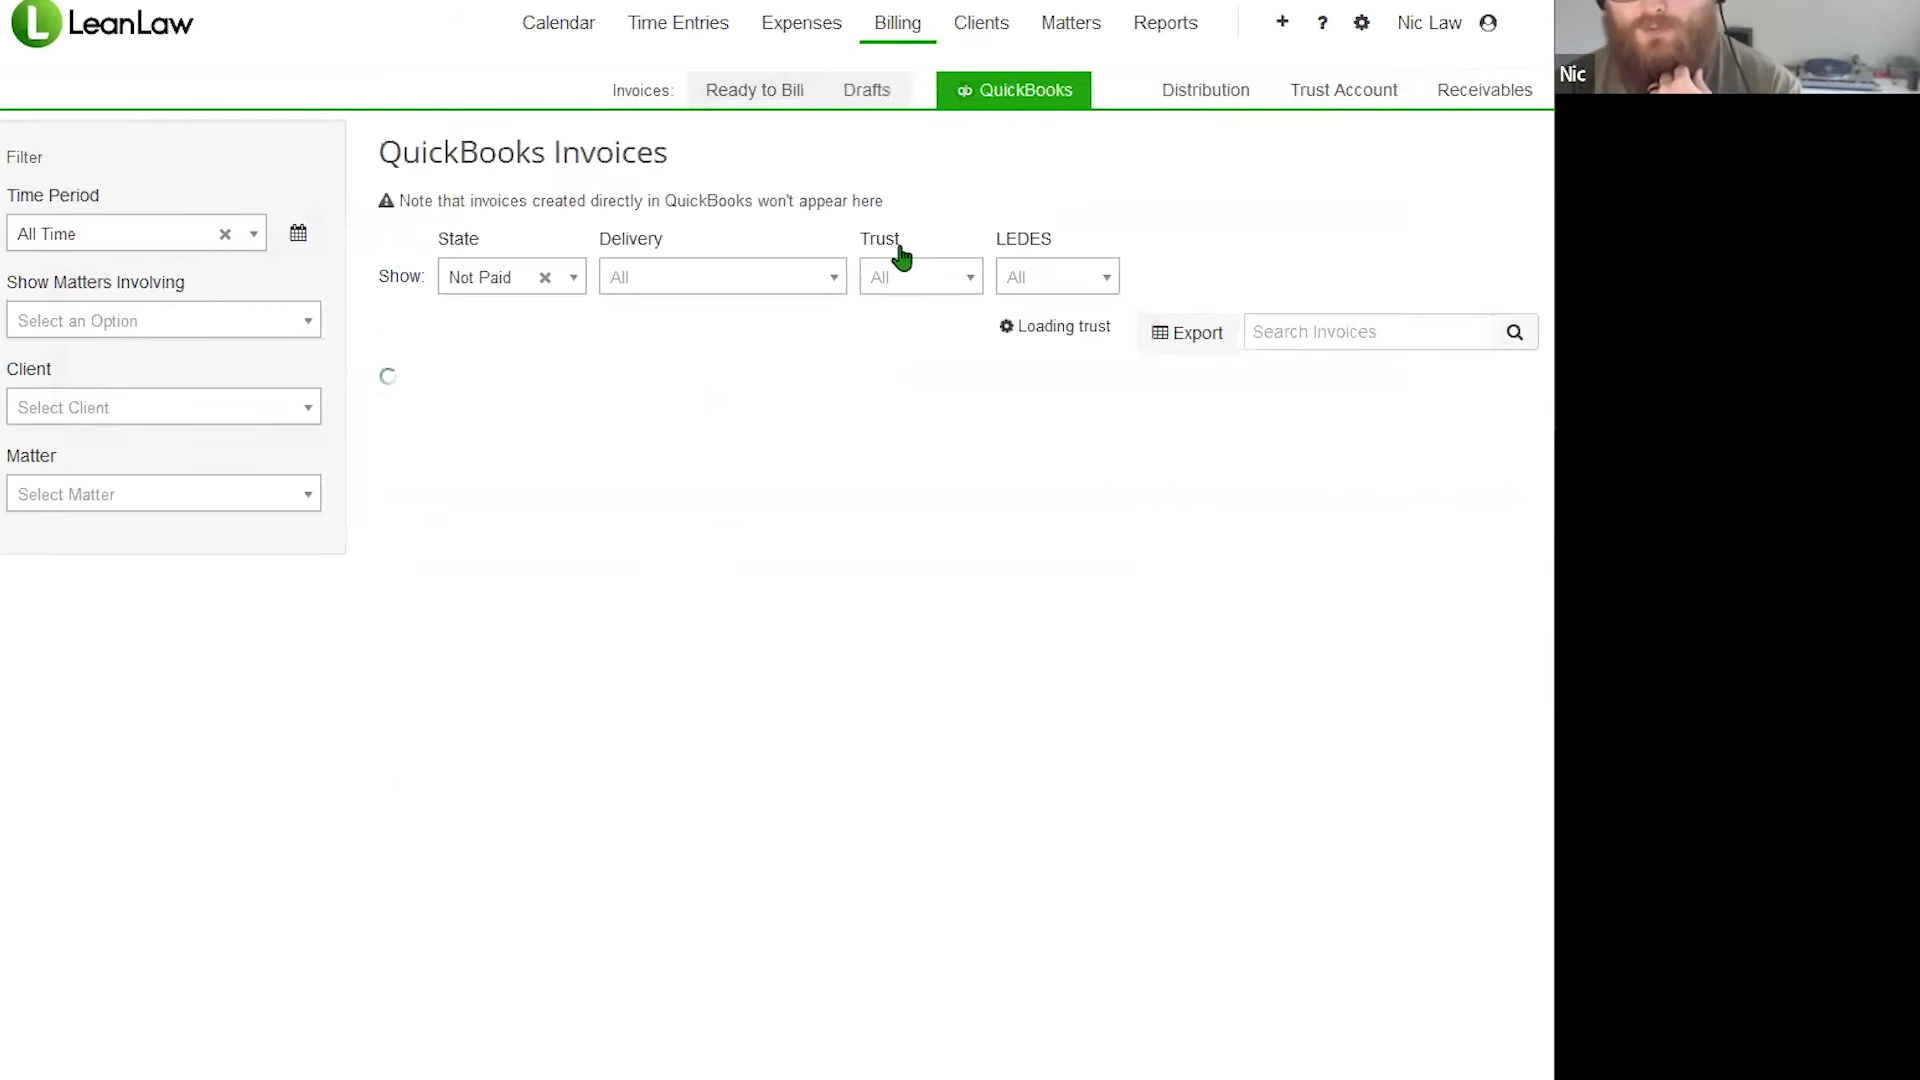 LeanLaw
Calendar Time Entries Expenses Billing Clients Matters Reports + ? Nic Law
Nic
Invoices: Ready to Bill Drafts qb QuickBooks Distribution Trust Account Receivables
Filter
Time Period
All Time
Show Matters Involving
Select an Option
Client
Select Client
Matter
Select Matter
QuickBooks Invoices
Note that invoices created directly in QuickBooks won't appear here
State Delivery Trust LEDES
Show: Not Paid All All All
Loading trust Export Search Invoices